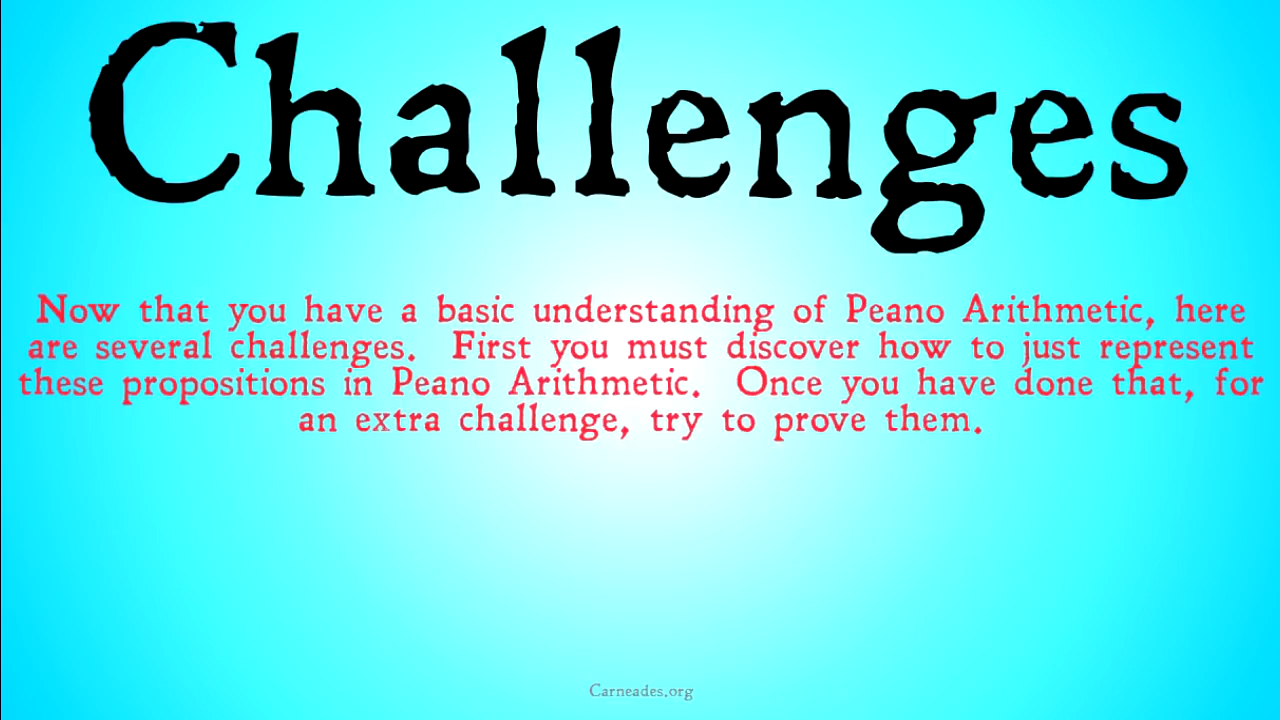 Challenges
Now that you have a basic understanding of Peano Arithmetic, here
are several challenges. First you must discover how to just represent
these propositions in Peano Arithmetic. Once you have done that, for
an extra challenge, try to prove them.
Carneades.org